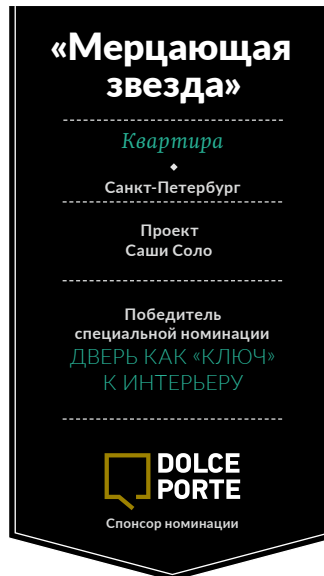 «Мерцающая
звезда»
Квартира
Санкт-Петербург
Проект
Саши Соло
Победитель
специальной номинации
ДВЕРЬ КАК «КЛЮЧ»
К ИНТЕРЬЕРУ
DOLCE
PORTE
Спонсор номинации